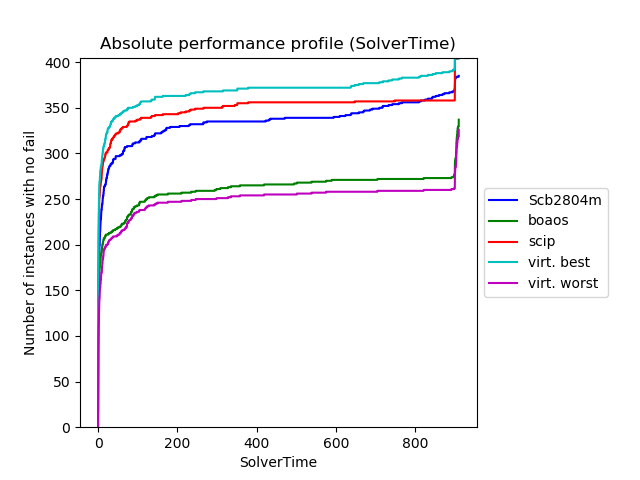 Absolute performance profile (SolverTime)
Number of instances with no fail
400
350
300
250
200
150
100
50
0
0 200 400 600 800
SolverTime
Scb2804m
boaos
scip
virt. best
virt. worst